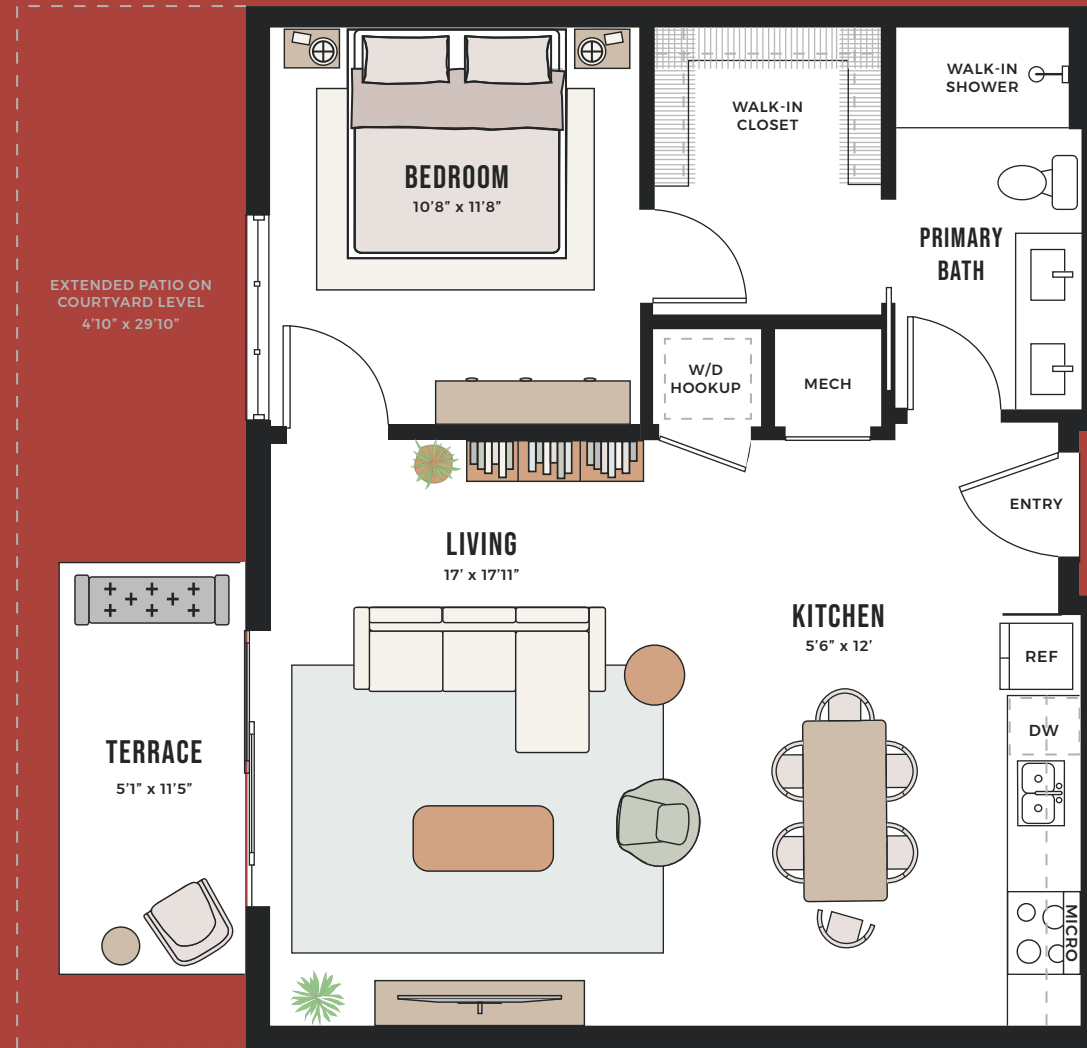 WALK-IN
SHOWER
WALK-IN
CLOSET
BEDROOM
10'8" x 11'8"
PRIMARY
BATH
EXTENDED PATIO ON
COURTYARD LEVEL
4'10" x 29'10"
W/D
HOOKUP
MECH
ENTRY
LIVING
17' x 17'11"
KITCHEN
5'6" x 12'
REF
DW
TERRACE
5'1" x 11'5"
MICRO